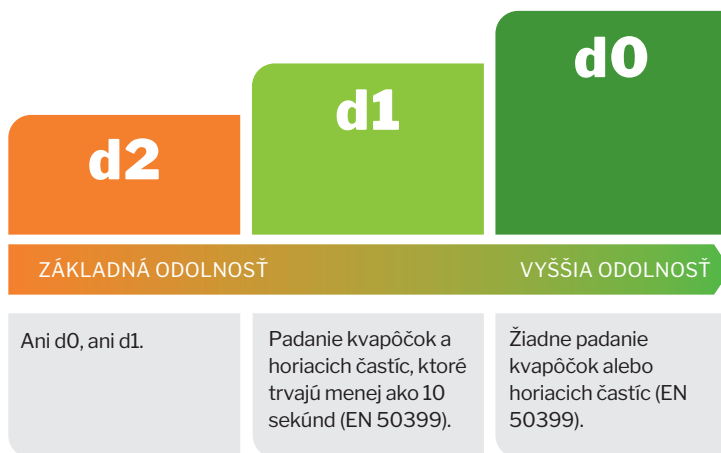 d2
d1
d0
ZÁKLADNÁ ODOLNOSŤ
VYŠŠIA ODOLNOSŤ
Ani d0, ani d1.
Padanie kvapôčok a
horiacich častíc, ktoré
trvajú menej ako 10
sekúnd (EN 50399).
Žiadne padanie
kvapôčok alebo
horiacich častíc (EN
50399).